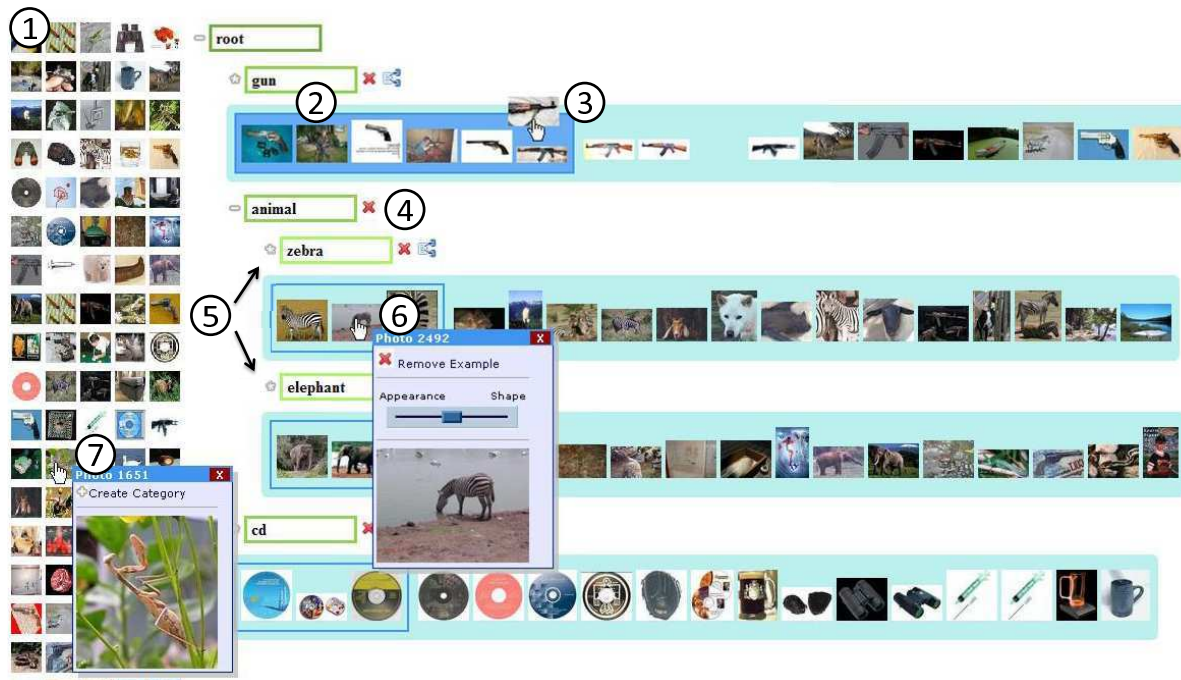 1
root
gun
2
3
animal
4
zebra
5
6
Photo 2492
X
Remove Example
elephant
Appearance Shape
7
Photo 1651
X
Create Category
cd